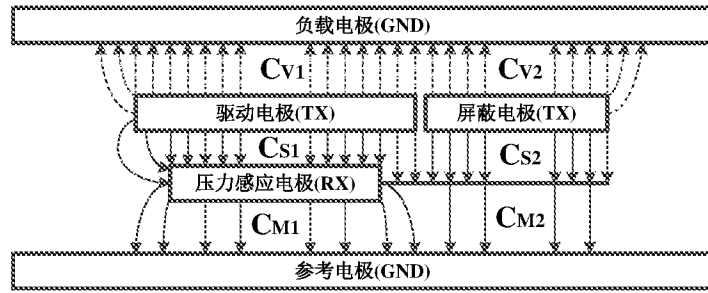 负载电极(GND)
CV1 CV2
驱动电极(TX) 屏蔽电极(TX)
CS1 CS2
压力感应电极(RX)
CM1 CM2
参考电极(GND)